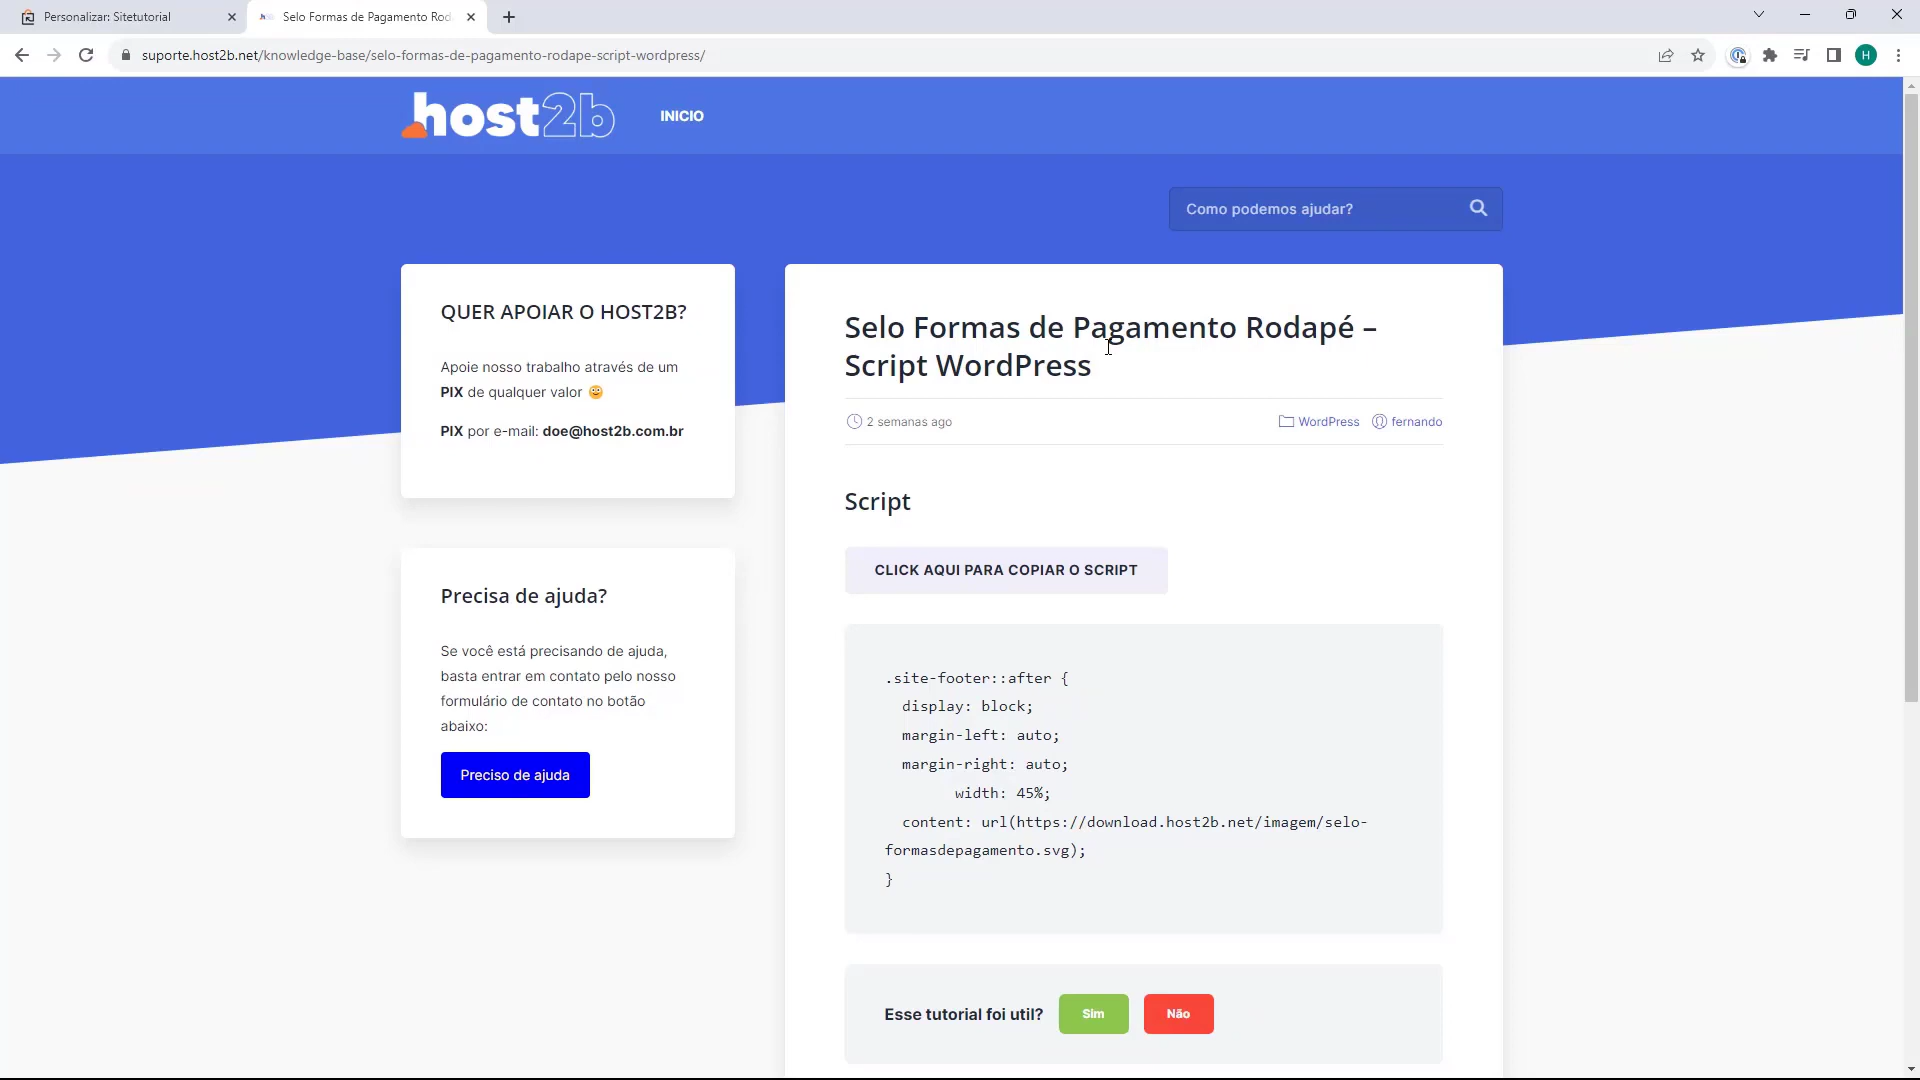 Personalizar: Sitetutorial
Selo Formas de Pagamento Rod
suporte.host2b.net/knowledge-base/selo-formas-de-pagamento-rodape-script-wordpress/
H
host2b
INICIO
Como podemos ajudar?
QUER APOIAR O HOST2B?
Apoie nosso trabalho através de um
PIX de qualquer valor 🙂
PIX por e-mail: doe@host2b.com.br
Precisa de ajuda?
Se você está precisando de ajuda,
basta entrar em contato pelo nosso
formulário de contato no botão
abaixo:
Preciso de ajuda
Selo Formas de Pagamento Rodapé –
Script WordPress
2 semanas ago
WordPress
fernando
Script
CLICK AQUI PARA COPIAR O SCRIPT
.site-footer::after {
display: block;
margin-left: auto;
margin-right: auto;
width: 45%;
content: url(https://download.host2b.net/imagem/selo-
formasdepagamento.svg);
}
Esse tutorial foi util?
Sim
Não